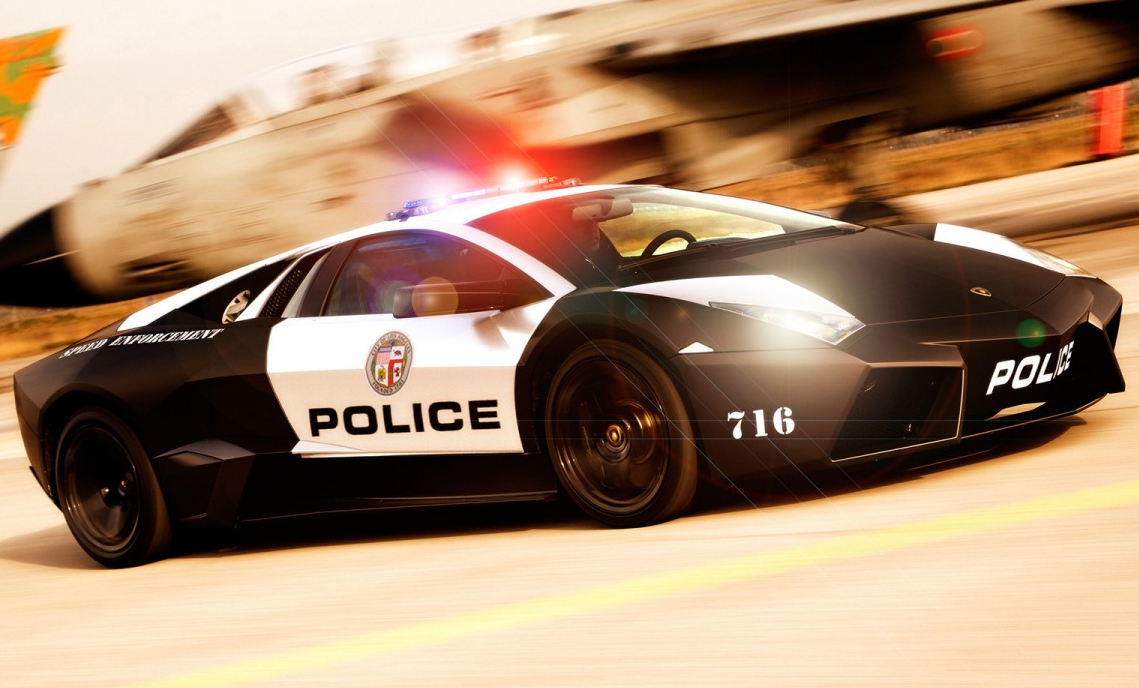 SPEED ENFORCEMENT
POLICE
716
POLICE